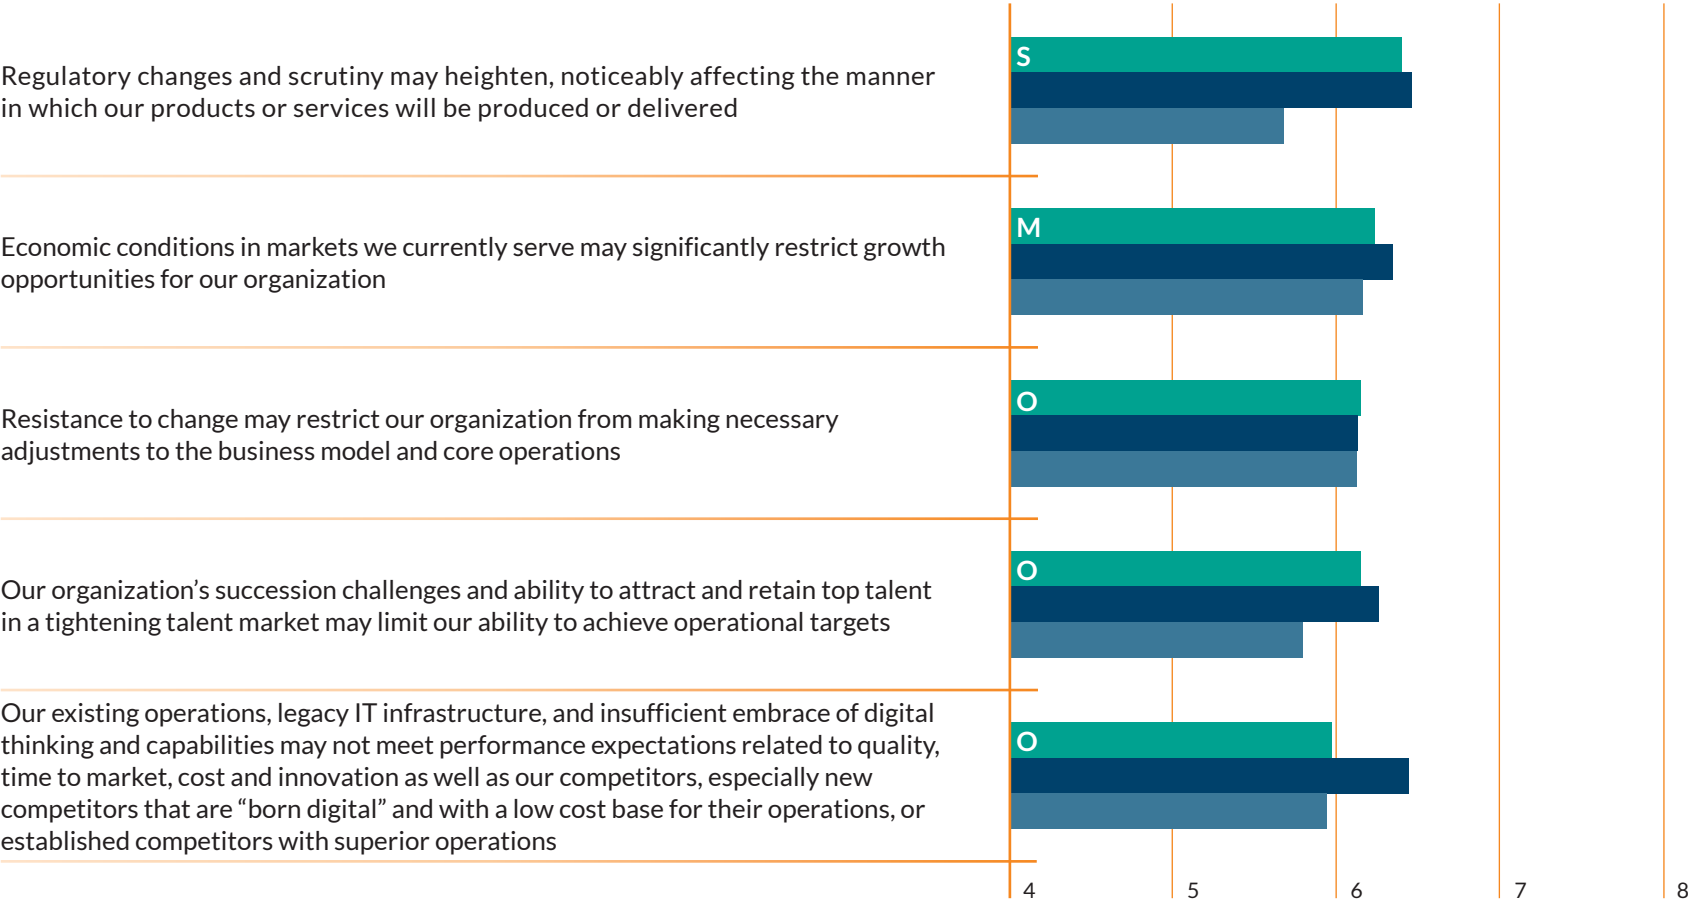 Regulatory changes and scrutiny may heighten, noticeably affecting the manner
in which our products or services will be produced or delivered
S
Economic conditions in markets we currently serve may significantly restrict growth
opportunities for our organization
M
Resistance to change may restrict our organization from making necessary
adjustments to the business model and core operations
O
Our organization’s succession challenges and ability to attract and retain top talent
in a tightening talent market may limit our ability to achieve operational targets
O
Our existing operations, legacy IT infrastructure, and insufficient embrace of digital
thinking and capabilities may not meet performance expectations related to quality,
time to market, cost and innovation as well as our competitors, especially new
competitors that are “born digital” and with a low cost base for their operations, or
established competitors with superior operations
O
4 5 6 7 8